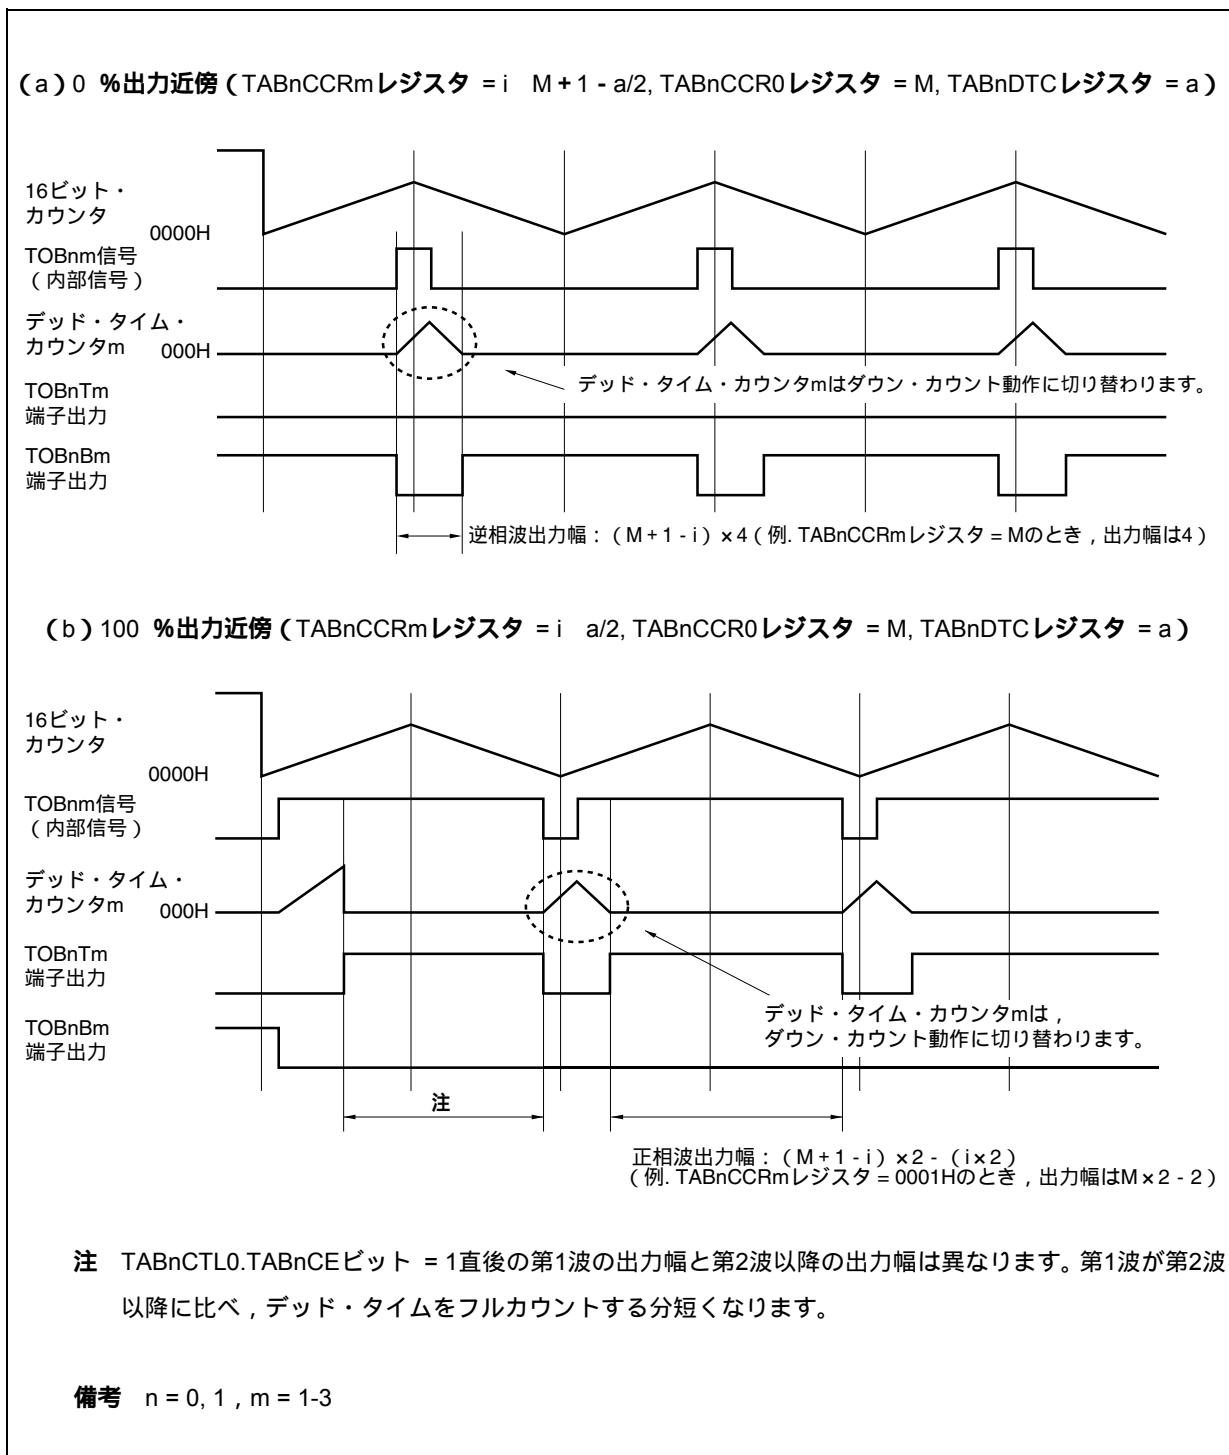 (a) 0 %出力近傍（TABnCCRmレジスタ = i M + 1 - a/2, TABnCCR0レジスタ = M, TABnDTCレジスタ = a）
16ビット・
カウンタ
0000H
TOBnm信号
（内部信号）
デッド・タイム・
カウンタm 000H
デッド・タイム・カウンタmはダウン・カウント動作に切り替わります。
TOBnTm
端子出力
TOBnBm
端子出力
逆相波出力幅：（M + 1 - i）×4（例. TABnCCRmレジスタ = Mのとき，出力幅は4）
(b) 100 %出力近傍（TABnCCRmレジスタ = i a/2, TABnCCR0レジスタ = M, TABnDTCレジスタ = a）
16ビット・
カウンタ
0000H
TOBnm信号
（内部信号）
デッド・タイム・
カウンタm 000H
TOBnTm
端子出力
デッド・タイム・カウンタmは，
ダウン・カウント動作に切り替わります。
TOBnBm
端子出力
注
正相波出力幅：（M + 1 - i）×2 -（i×2）
（例. TABnCCRmレジスタ = 0001Hのとき，出力幅はM×2 - 2）
注 TABnCTL0.TABnCEビット = 1直後の第1波の出力幅と第2波以降の出力幅は異なります。第1波が第2波
以降に比べ，デッド・タイムをフルカウントする分短くなります。
備考 n = 0, 1，m = 1-3